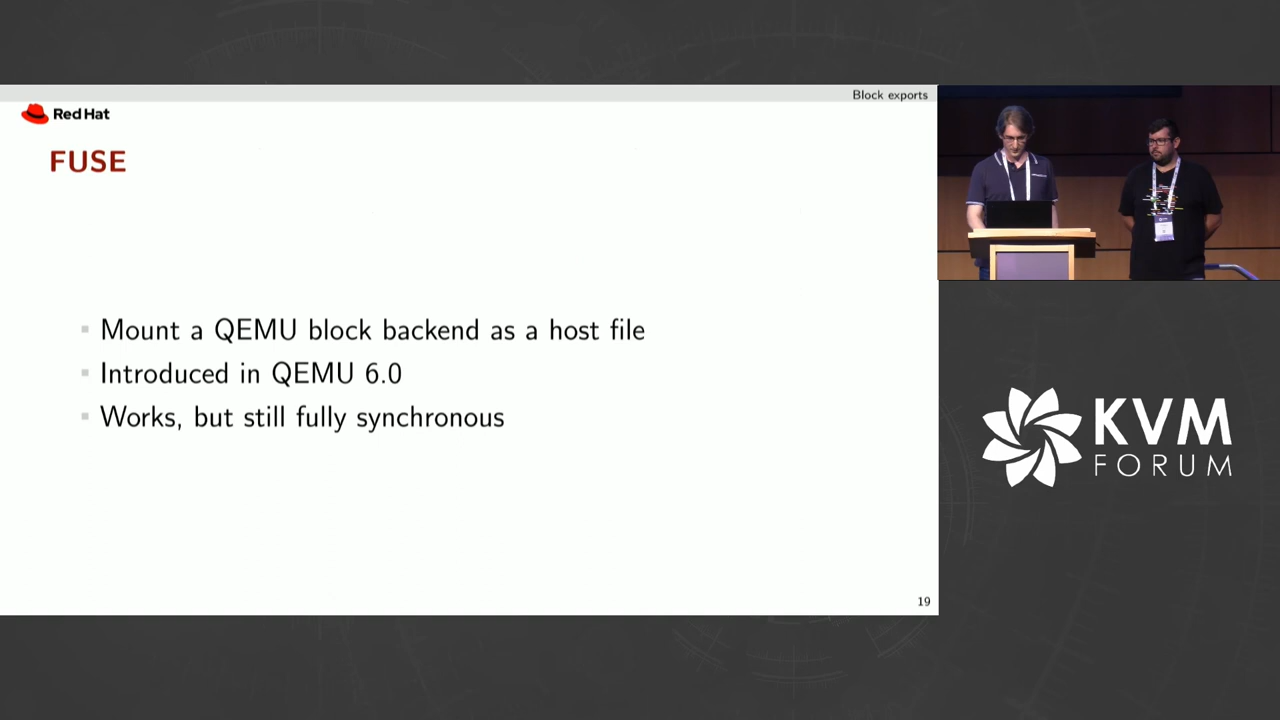 Block exports
Red Hat
FUSE
Mount a QEMU block backend as a host file
Introduced in QEMU 6.0
Works, but still fully synchronous
19
KVM
FORUM